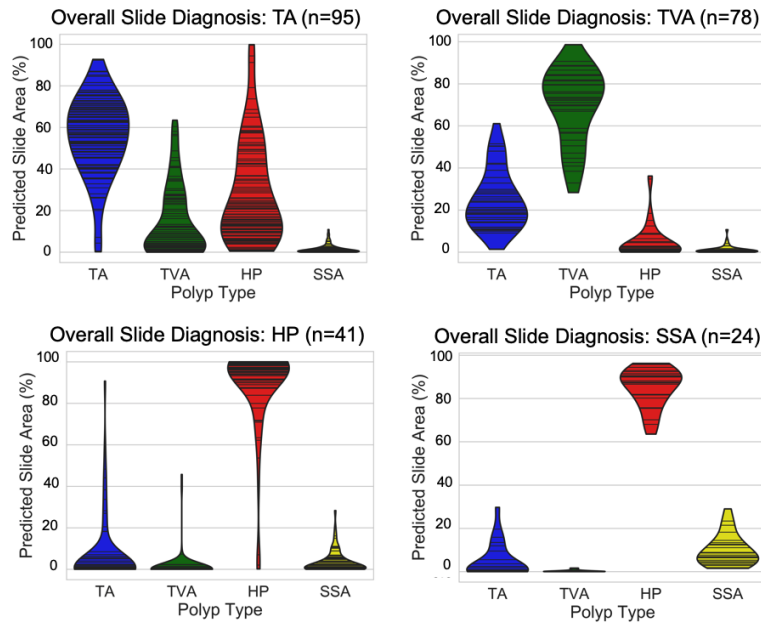 Overall Slide Diagnosis: TA (n=95)
Predicted Slide Area (%)
100
80
60
40
20
0
TA TVA HP SSA
Polyp Type
Overall Slide Diagnosis: TVA (n=78)
Predicted Slide Area (%)
100
80
60
40
20
0
TA TVA HP SSA
Polyp Type
Overall Slide Diagnosis: HP (n=41)
Predicted Slide Area (%)
100
80
60
40
20
0
TA TVA HP SSA
Polyp Type
Overall Slide Diagnosis: SSA (n=24)
Predicted Slide Area (%)
100
80
60
40
20
0
TA TVA HP SSA
Polyp Type